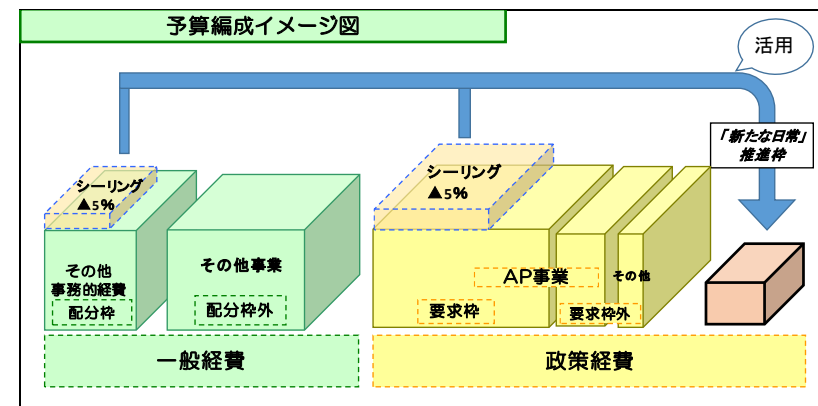 予算編成イメージ図
活用
「新たな日常」
推進枠
シーリング
▲5%
シーリング
▲5%
その他
事務的経費
配分枠
その他事業
配分枠外
AP事業
その他
要求枠
要求枠外
一般経費
政策経費